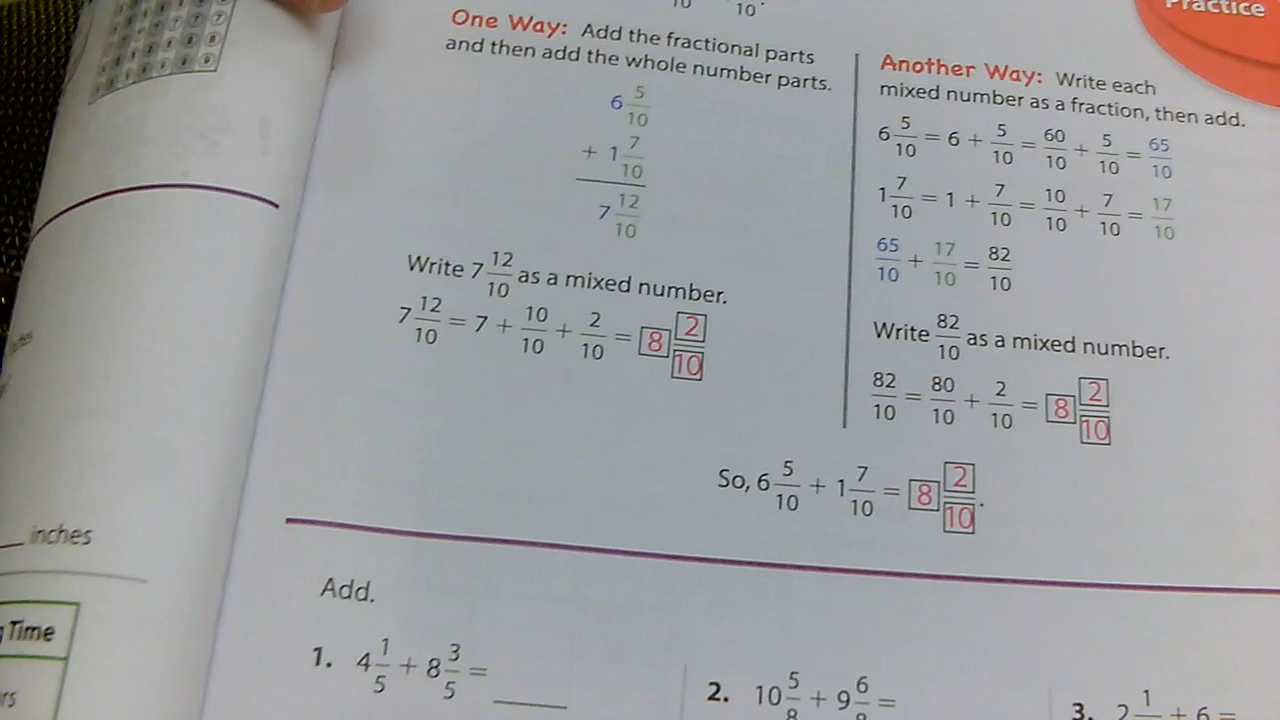 Practice
One Way: Add the fractional parts
and then add the whole number parts.
6 5/10
+ 1 7/10
7 12/10
Write 7 12/10 as a mixed number.
7 12/10 = 7 + 10/10 + 2/10 = 8 2/10
Another Way: Write each
mixed number as a fraction, then add.
6 5/10 = 6 + 5/10 = 60/10 + 5/10 = 65/10
1 7/10 = 1 + 7/10 = 10/10 + 7/10 = 17/10
65/10 + 17/10 = 82/10
Write 82/10 as a mixed number.
82/10 = 80/10 + 2/10 = 8 2/10
So, 6 5/10 + 1 7/10 = 8 2/10.
inches
Time
Add.
1. 4 1/5 + 8 3/5 =
2. 10 5/8 + 9 6/8 =
3. 2 1/ + 6 =